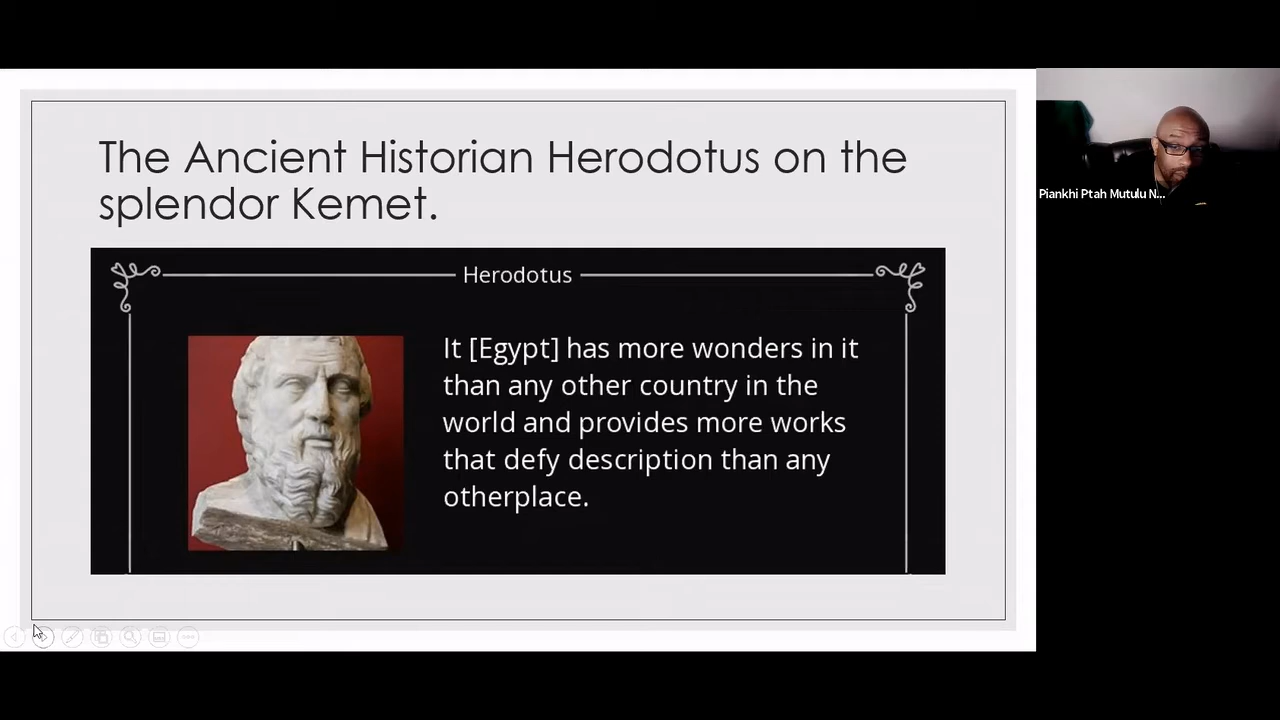 The Ancient Historian Herodotus on the
splendor Kemet.
Herodotus
It [Egypt] has more wonders in it
than any other country in the
world and provides more works
that defy description than any
otherplace.
Piankhi Ptah Mutulu N...